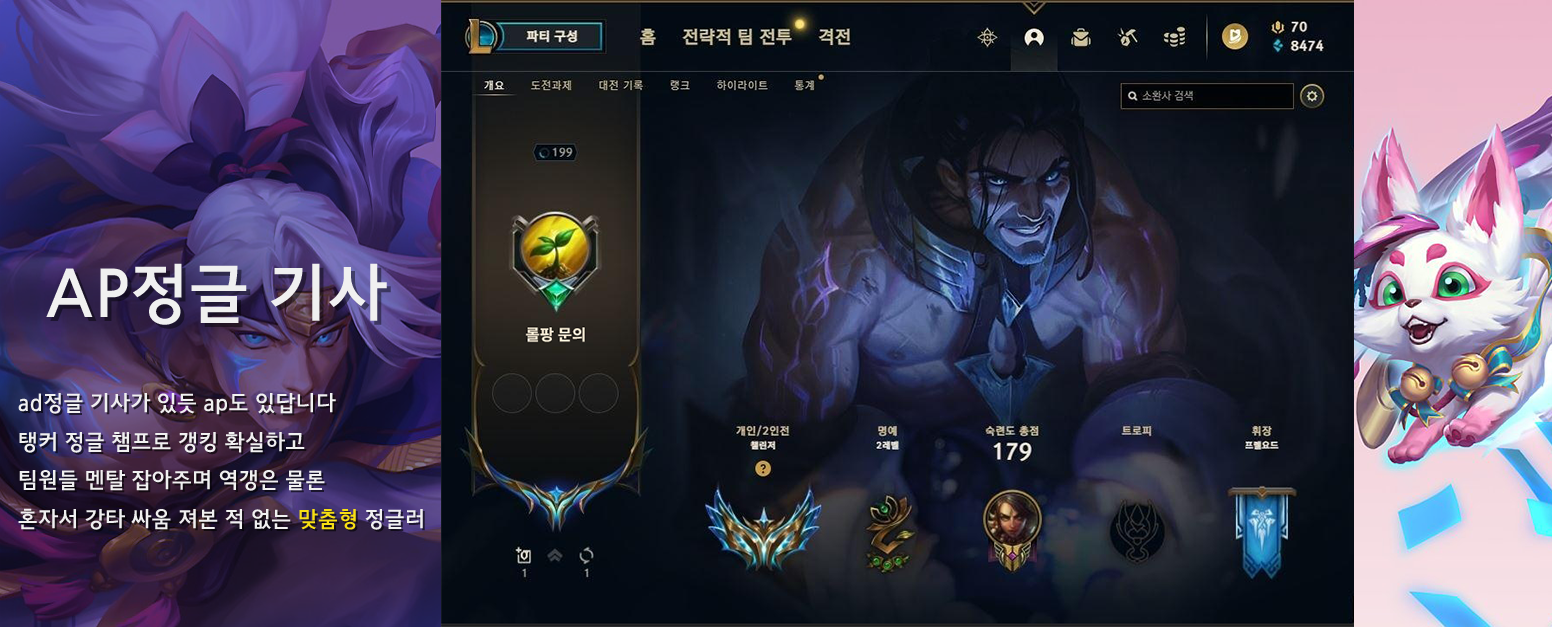 AP정글 기사
ad정글 기사가 있듯 ap도 있답니다
탱커 정글 챔프로 갱킹 확실하고
팀원들 멘탈 잡아주며 역갱은 물론
혼자서 강타 싸움 져본 적 없는 맞춤형 정글러
파티 구성
홈 전략적 팀 전투 격전
70
8474
개요 도전과제 대전 기록 랭크 하이라이트 통계
소환사 검색
199
롤팡 문의
개인/2인전 명예 숙련도 총점 트로피 휘장
챌린저 2레벨 179 프렐요드
?
1 1